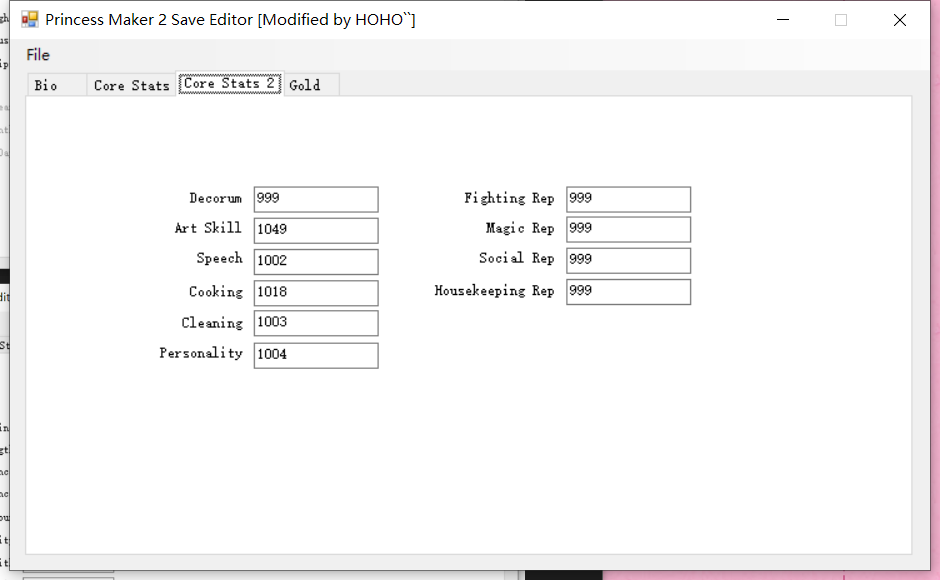 Princess Maker 2 Save Editor [Modified by HOHO``]
File
Bio Core Stats Core Stats 2 Gold
Decorum 999 Fighting Rep 999
Art Skill 1049 Magic Rep 999
Speech 1002 Social Rep 999
Cooking 1018 Housekeeping Rep 999
Cleaning 1003
Personality 1004